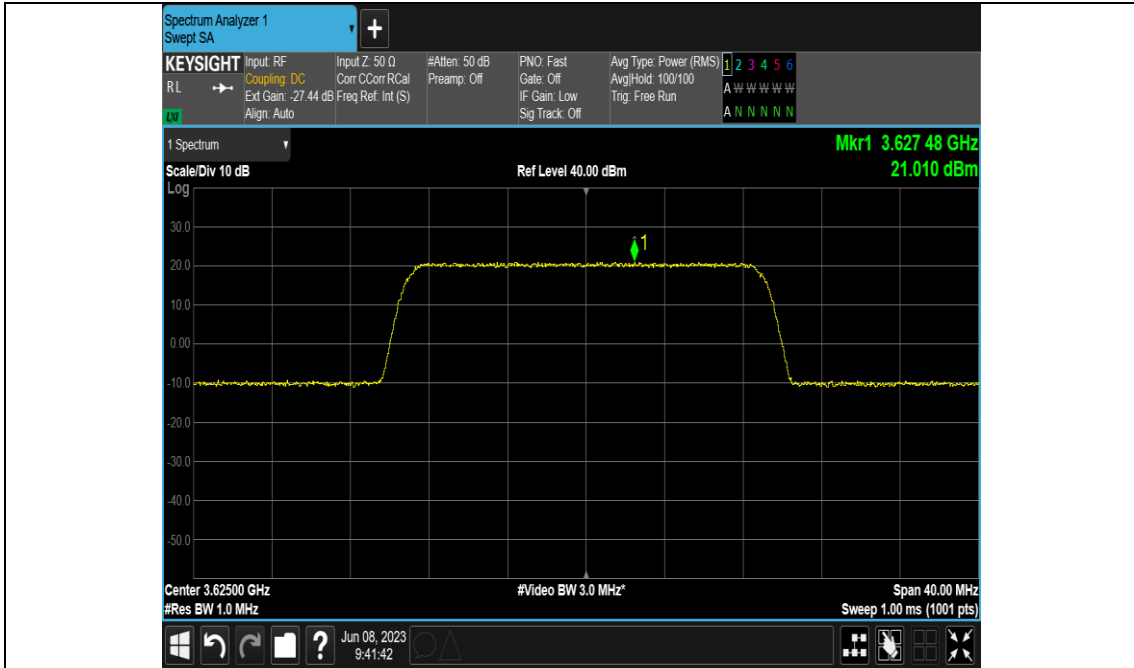 Spectrum Analyzer 1
Swept SA
+
KEYSIGHT Input: RF Input Z: 50 Ω #Atten: 50 dB PNO: Fast Avg Type: Power (RMS) 1 2 3 4 5 6
RL Coupling: DC Corr CCorr RCal Preamp: Off Gate: Off Avg|Hold: 100/100 A W W W W W
Ext Gain: -27.44 dB Freq Ref: Int (S) IF Gain: Low Trig: Free Run
LXI Align: Auto Sig Track: Off A N N N N N
1 Spectrum Mkr1 3.627 48 GHz
Scale/Div 10 dB Ref Level 40.00 dBm 21.010 dBm
Log
30.0
1
20.0
10.0
0.00
-10.0
-20.0
-30.0
-40.0
-50.0
Center 3.62500 GHz #Video BW 3.0 MHz* Span 40.00 MHz
#Res BW 1.0 MHz Sweep 1.00 ms (1001 pts)
? Jun 08, 2023
9:41:42